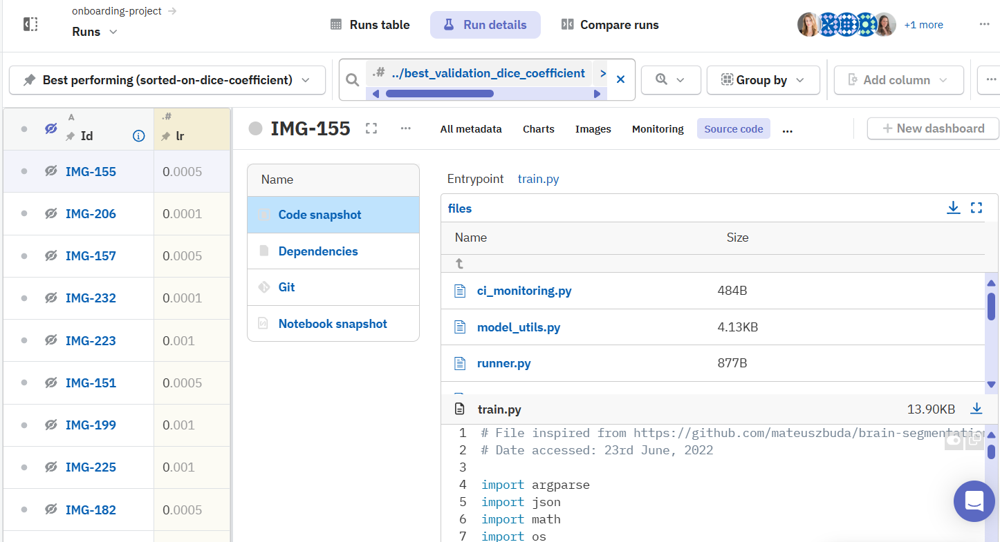 onboarding-project
Runs
Runs table
Run details
Compare runs
+1 more
Best performing (sorted-on-dice-coefficient)
.# ../best_validation_dice_coefficient >
Group by
Add column
A
Id
.#
lr
IMG-155 0.0005
IMG-206 0.0001
IMG-157 0.0005
IMG-232 0.0001
IMG-223 0.001
IMG-151 0.0005
IMG-199 0.001
IMG-225 0.001
IMG-182 0.0005
IMG-155
All metadata
Charts
Images
Monitoring
Source code
...
+ New dashboard
Name
Code snapshot
Dependencies
Git
Notebook snapshot
Entrypoint train.py
files
Name Size
ci_monitoring.py 484B
model_utils.py 4.13KB
runner.py 877B
train.py 13.90KB
1 # File inspired from https://github.com/mateuszbuda/brain-segmentation
2 # Date accessed: 23rd June, 2022
3
4 import argparse
5 import json
6 import math
7 import os